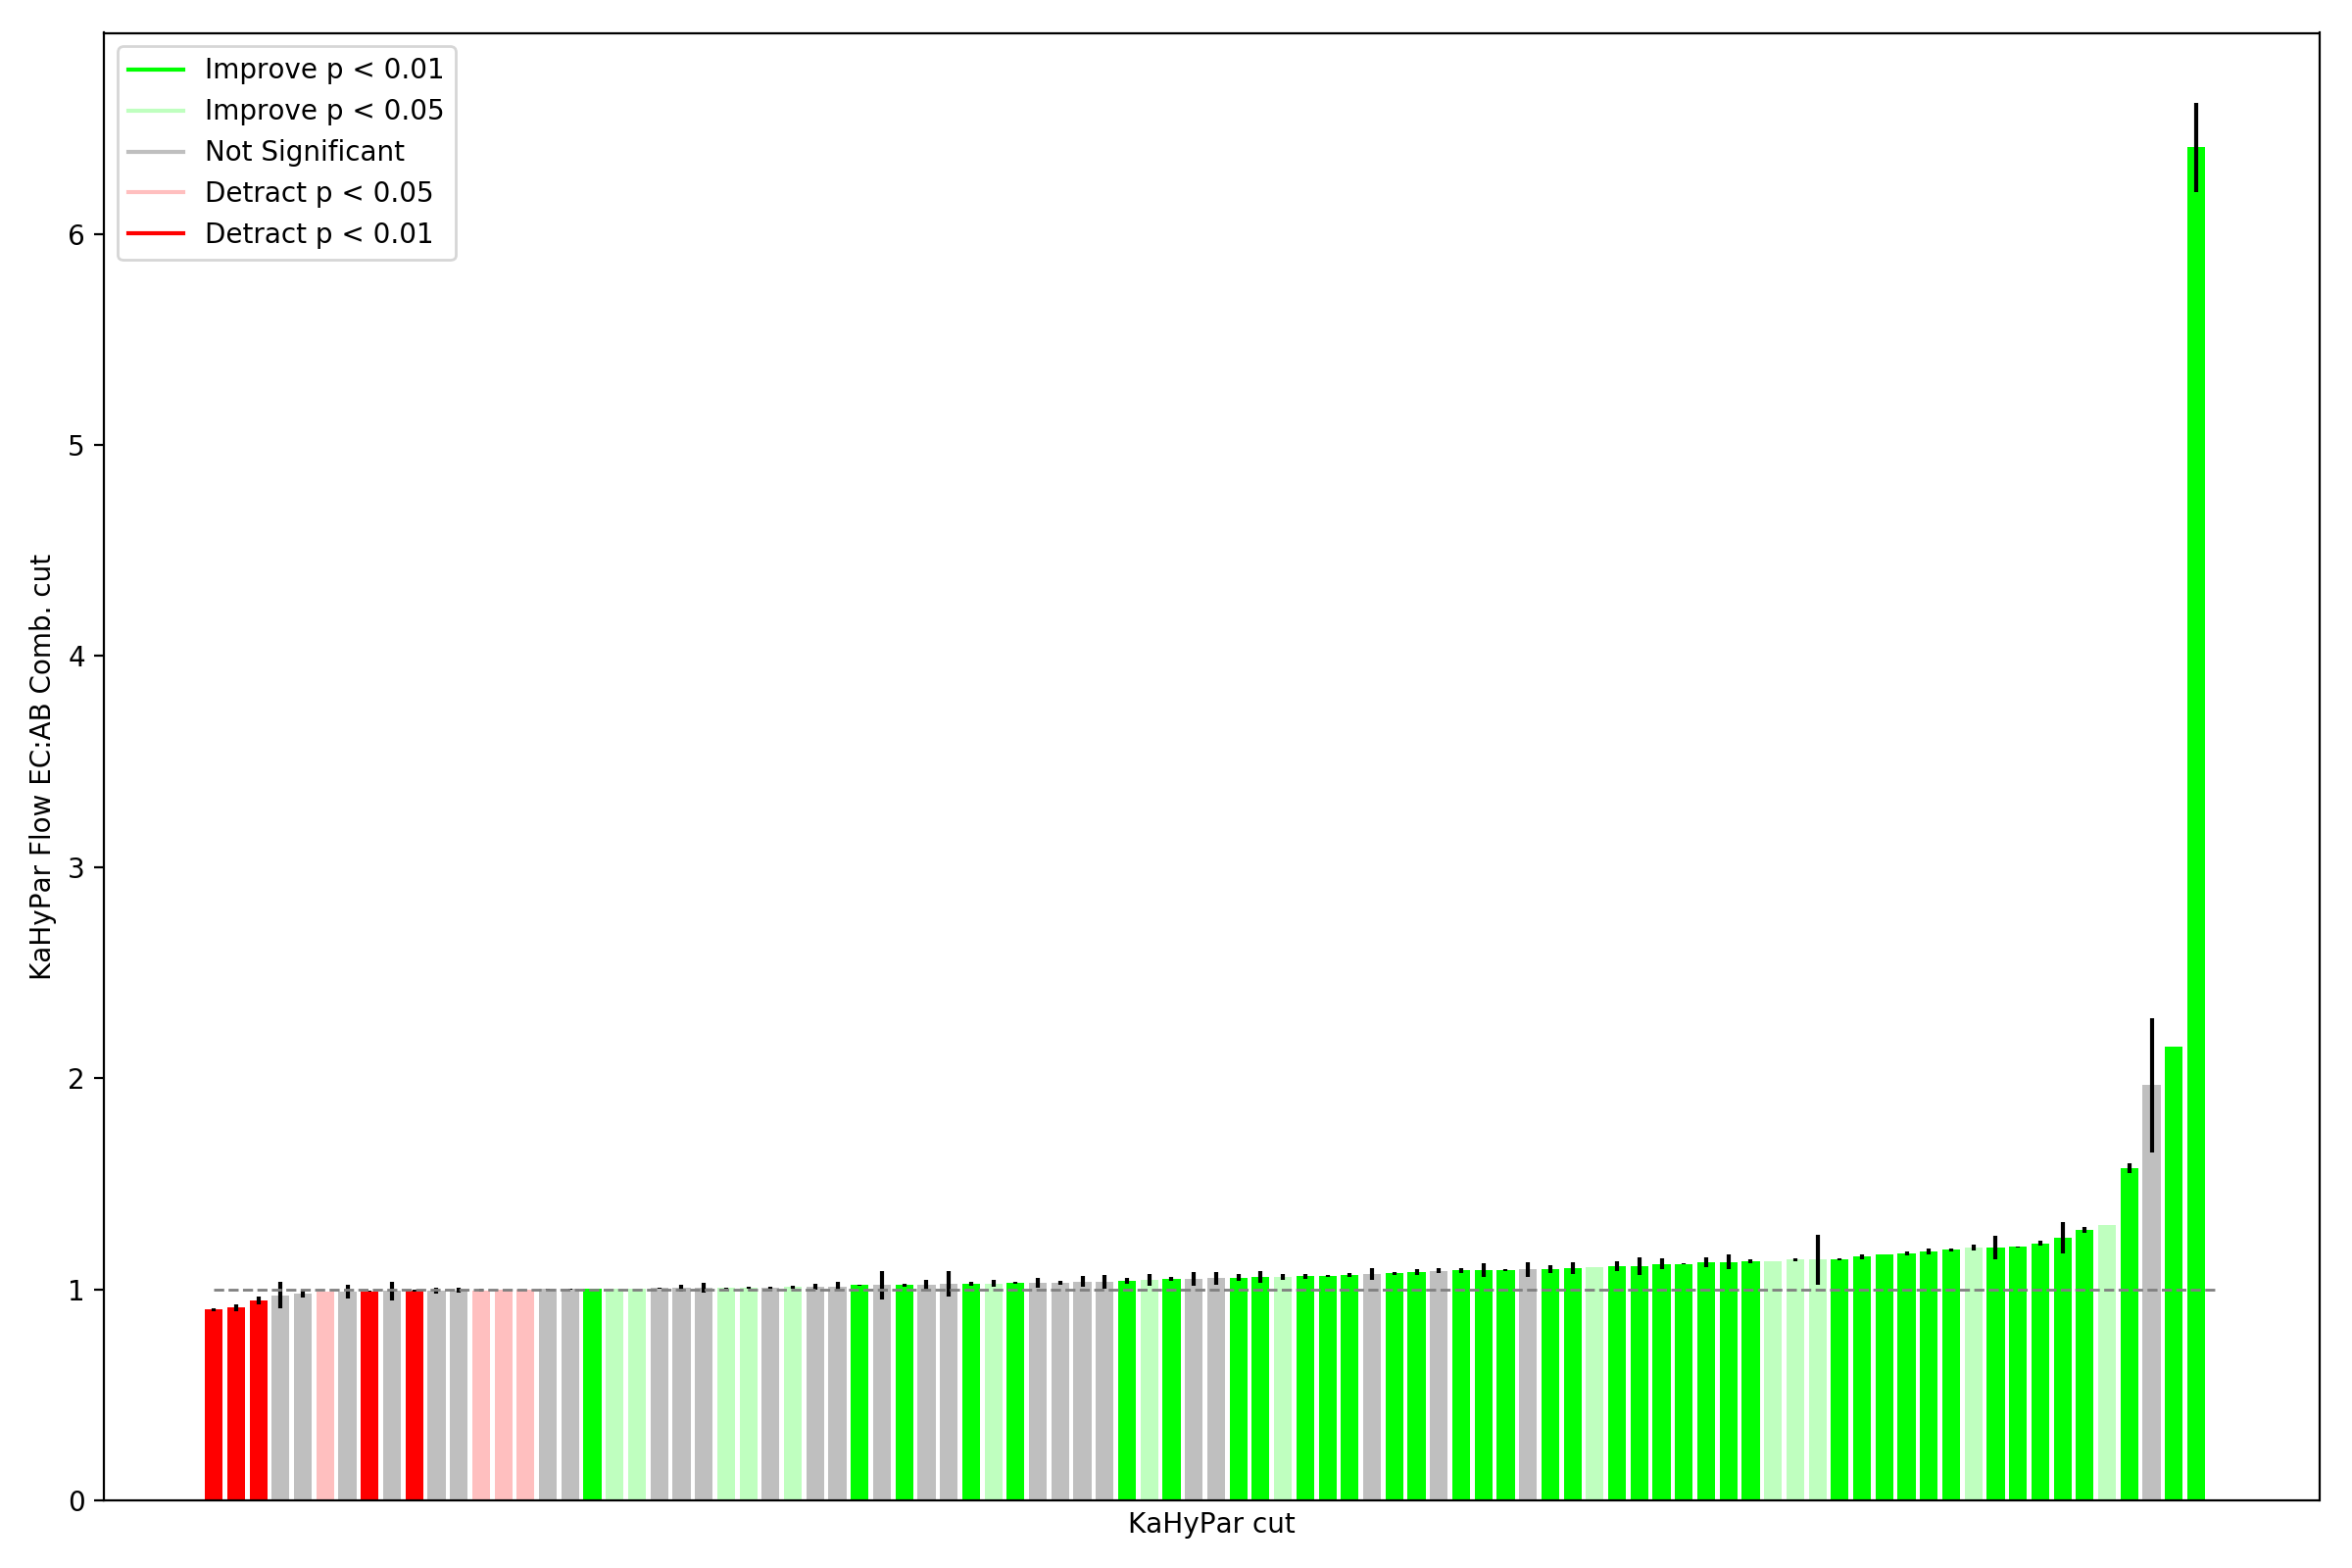 Improve p < 0.01
Improve p < 0.05
Not Significant
Detract p < 0.05
Detract p < 0.01
6
5
4
3
2
1
0
KaHyPar Flow EC:AB Comb. cut
KaHyPar cut